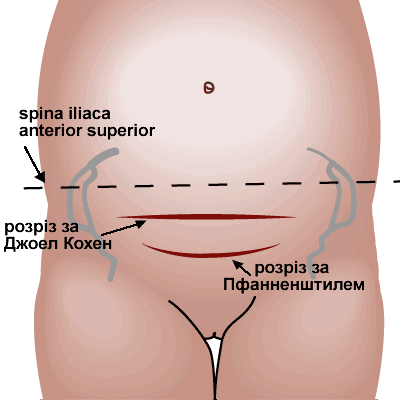 spina iliaca
anterior superior
розріз за
Джоел Кохен
розріз за
Пфанненштилем